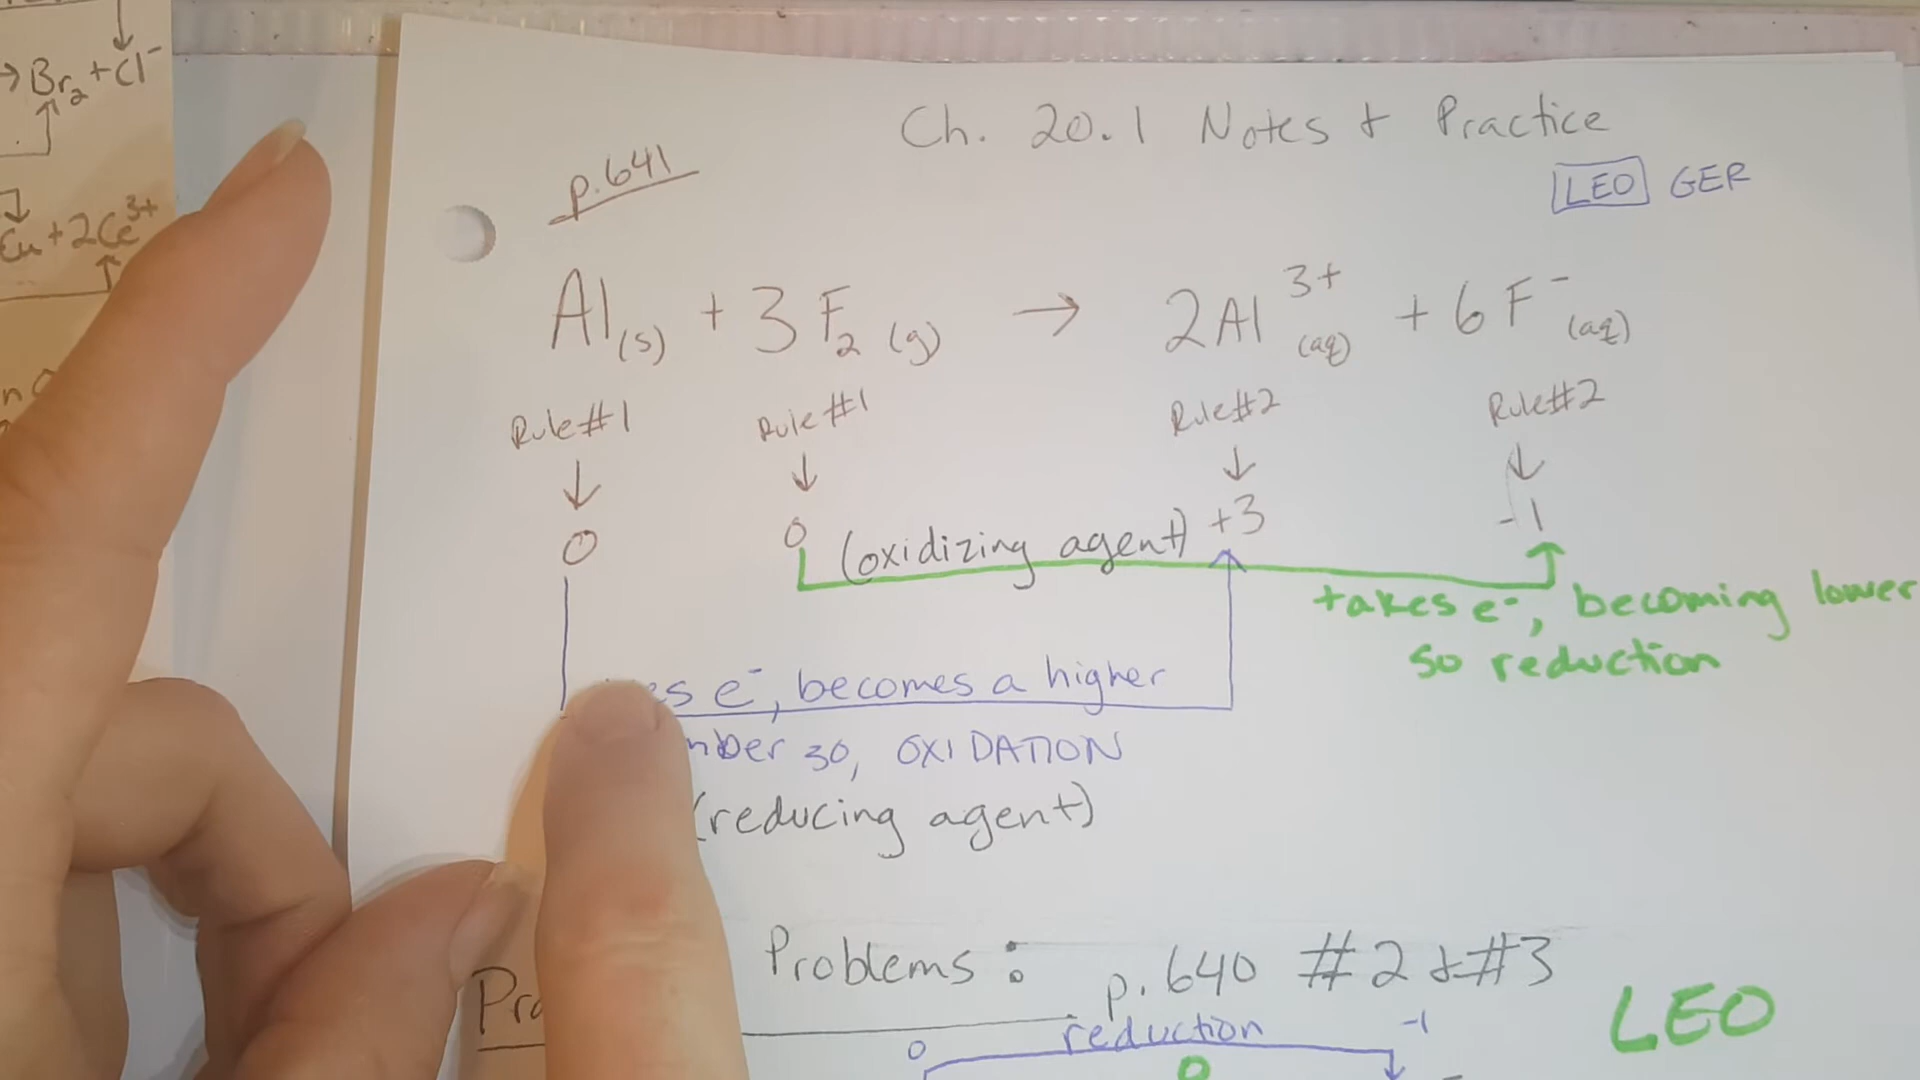 → Br₂ + Cl⁻
Cu + 2Ce³⁺
Ch. 20.1 Notes + Practice
p.641
LEO GER
Al(s) + 3F₂(g) → 2Al³⁺(aq) + 6F⁻(aq)
Rule #1 Rule #1 Rule #2 Rule #2
↓ ↓ ↓ ↓
0 0 (oxidizing agent) +3 -1
takes e⁻, becoming lower
so reduction
e⁻, becomes a higher
30, OXIDATION
(reducing agent)
Problems: p.640 #2 + #3
LEO
0 reduction -1